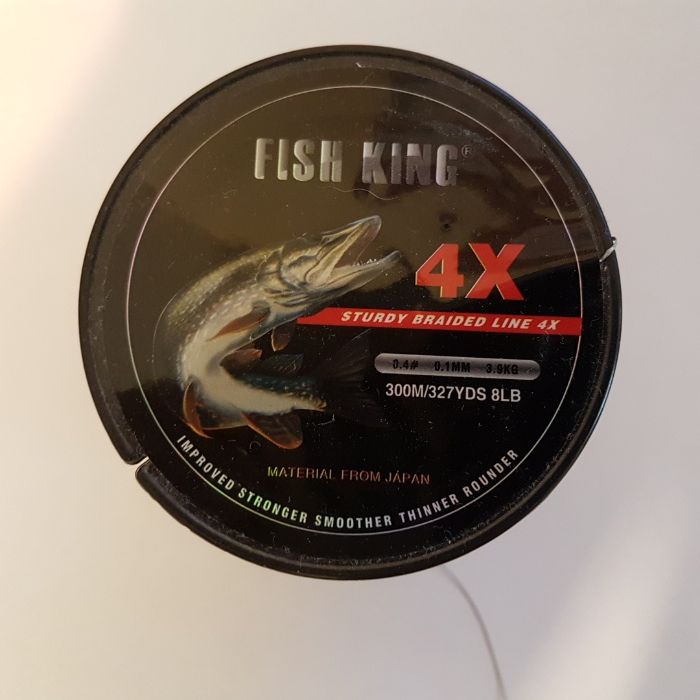 FISH KING®
4X
STURDY BRAIDED LINE 4X
0.4# 0.1MM 3.9KG
300M/327YDS 8LB
MATERIAL FROM JAPAN
IMPROVED STRONGER SMOOTHER THINNER ROUNDER